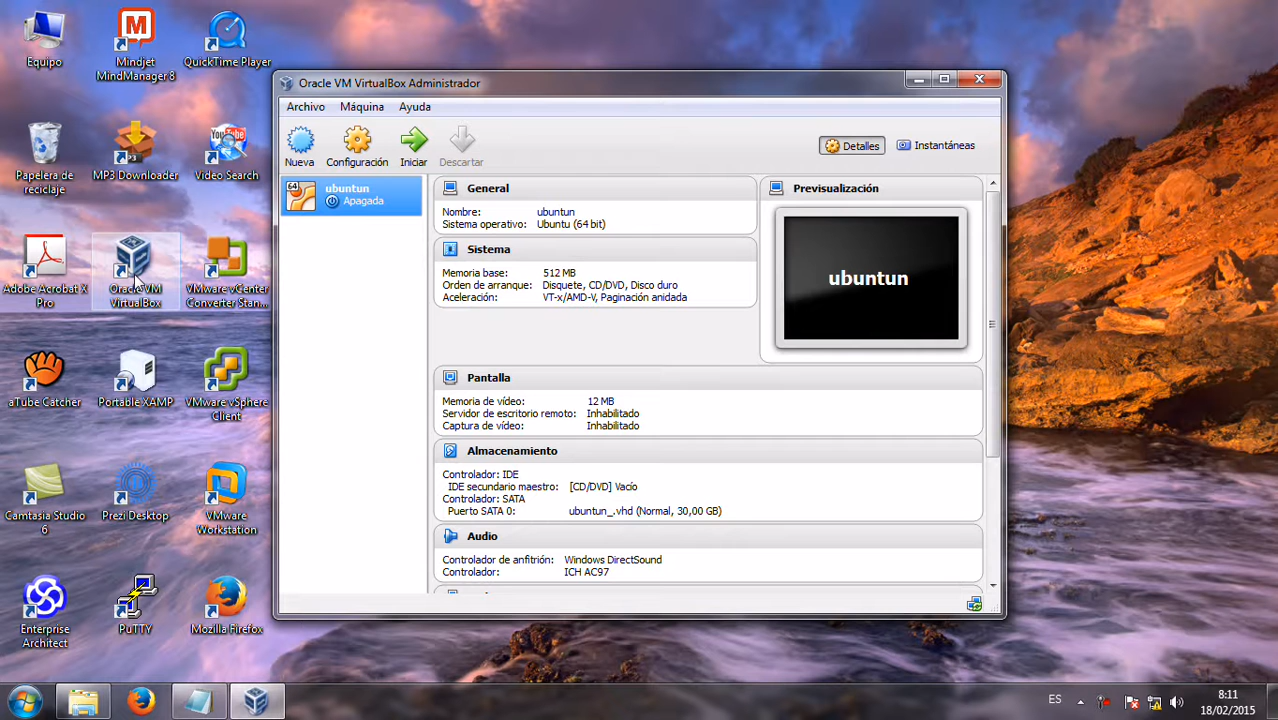 Equipo
Mindjet
MindManager 8
QuickTime Player
Papelera de
reciclaje
MP3 Downloader
Video Search
Adobe Acrobat X
Pro
Oracle VM
VirtualBox
VMware vCenter
Converter Stan...
aTube Catcher
Portable XAMP
VMware vSphere
Client
Camtasia Studio
6
Prezi Desktop
VMware
Workstation
Enterprise
Architect
PuTTY
Mozilla Firefox
Oracle VM VirtualBox Administrador
Archivo Máquina Ayuda
Nueva Configuración Iniciar Descartar
Detalles Instantáneas
64
ubuntun
Apagada
General
Nombre: ubuntun
Sistema operativo: Ubuntu (64 bit)
Sistema
Memoria base: 512 MB
Orden de arranque: Disquete, CD/DVD, Disco duro
Aceleración: VT-x/AMD-V, Paginación anidada
Previsualización
ubuntun
Pantalla
Memoria de vídeo: 12 MB
Servidor de escritorio remoto: Inhabilitado
Captura de vídeo: Inhabilitado
Almacenamiento
Controlador: IDE
IDE secundario maestro: [CD/DVD] Vacío
Controlador: SATA
Puerto SATA 0: ubuntun_.vhd (Normal, 30,00 GB)
Audio
Controlador de anfitrión: Windows DirectSound
Controlador: ICH AC97
ES
8:11
18/02/2015